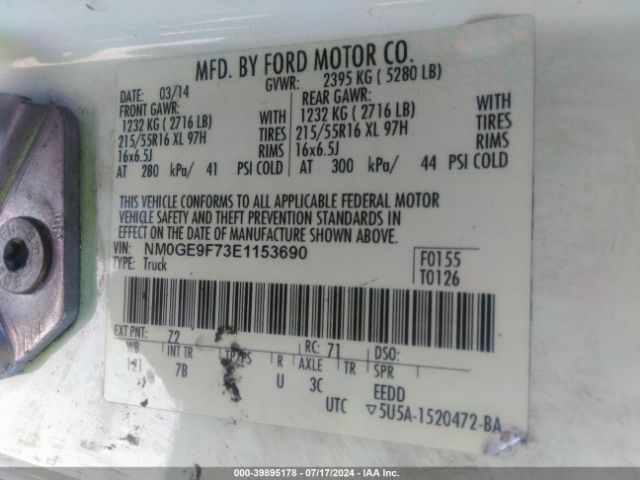 MFD. BY FORD MOTOR CO.
DATE: 03/14 GVWR: 2395 KG ( 5280 LB)
FRONT GAWR: REAR GAWR:
1232 KG ( 2716 LB) WITH 1232 KG ( 2716 LB) WITH
215/55R16 XL 97H TIRES 215/55R16 XL 97H TIRES
16x6.5J RIMS 16x6.5J RIMS
AT 280 kPa/ 41 PSI COLD AT 300 kPa/ 44 PSI COLD
THIS VEHICLE CONFORMS TO ALL APPLICABLE FEDERAL MOTOR
VEHICLE SAFETY AND THEFT PREVENTION STANDARDS IN
EFFECT ON THE DATE OF MANUFACTURE SHOWN ABOVE.
VIN: NM0GE9F73E1153690 F0155
TYPE: Truck T0126
EXT PNT: 72 RC: 71 DSO:
WB INT TR TP/PS R AXLE TR SPR
121 7B U 3C EEDD
UTC ▽5U5A-1520472-BA
000-39895178 - 07/17/2024 - IAA Inc.